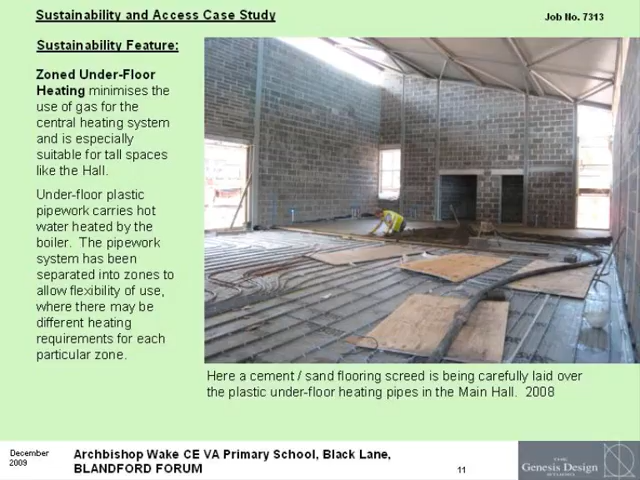 Sustainability and Access Case Study
Job No. 7313
Sustainability Feature:
Zoned Under-Floor
Heating minimises the
use of gas for the
central heating system
and is especially
suitable for tall spaces
like the Hall.
Under-floor plastic
pipework carries hot
water heated by the
boiler. The pipework
system has been
separated into zones to
allow flexibility of use,
where there may be
different heating
requirements for each
particular zone.
Here a cement / sand flooring screed is being carefully laid over
the plastic under-floor heating pipes in the Main Hall. 2008
December
2009
Archbishop Wake CE VA Primary School, Black Lane,
BLANDFORD FORUM
11
Genesis Design